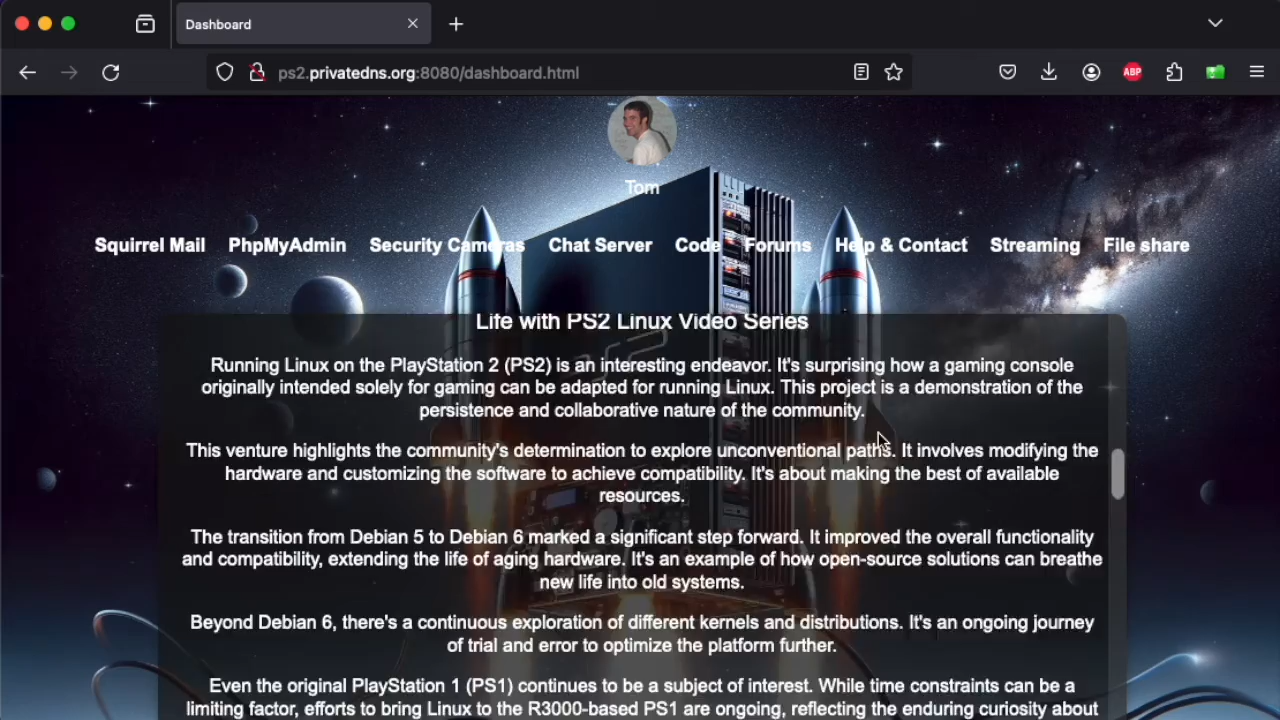 Dashboard
ps2.privatedns.org:8080/dashboard.html
ABP
Tom
Squirrel Mail PhpMyAdmin Security Cameras Chat Server Code Forums Help & Contact Streaming File share
Life with PS2 Linux Video Series
Running Linux on the PlayStation 2 (PS2) is an interesting endeavor. It's surprising how a gaming console
originally intended solely for gaming can be adapted for running Linux. This project is a demonstration of the
persistence and collaborative nature of the community.
This venture highlights the community's determination to explore unconventional paths. It involves modifying the
hardware and customizing the software to achieve compatibility. It's about making the best of available
resources.
The transition from Debian 5 to Debian 6 marked a significant step forward. It improved the overall functionality
and compatibility, extending the life of aging hardware. It's an example of how open-source solutions can breathe
new life into old systems.
Beyond Debian 6, there's a continuous exploration of different kernels and distributions. It's an ongoing journey
of trial and error to optimize the platform further.
Even the original PlayStation 1 (PS1) continues to be a subject of interest. While time constraints can be a
limiting factor, efforts to bring Linux to the R3000-based PS1 are ongoing, reflecting the enduring curiosity about